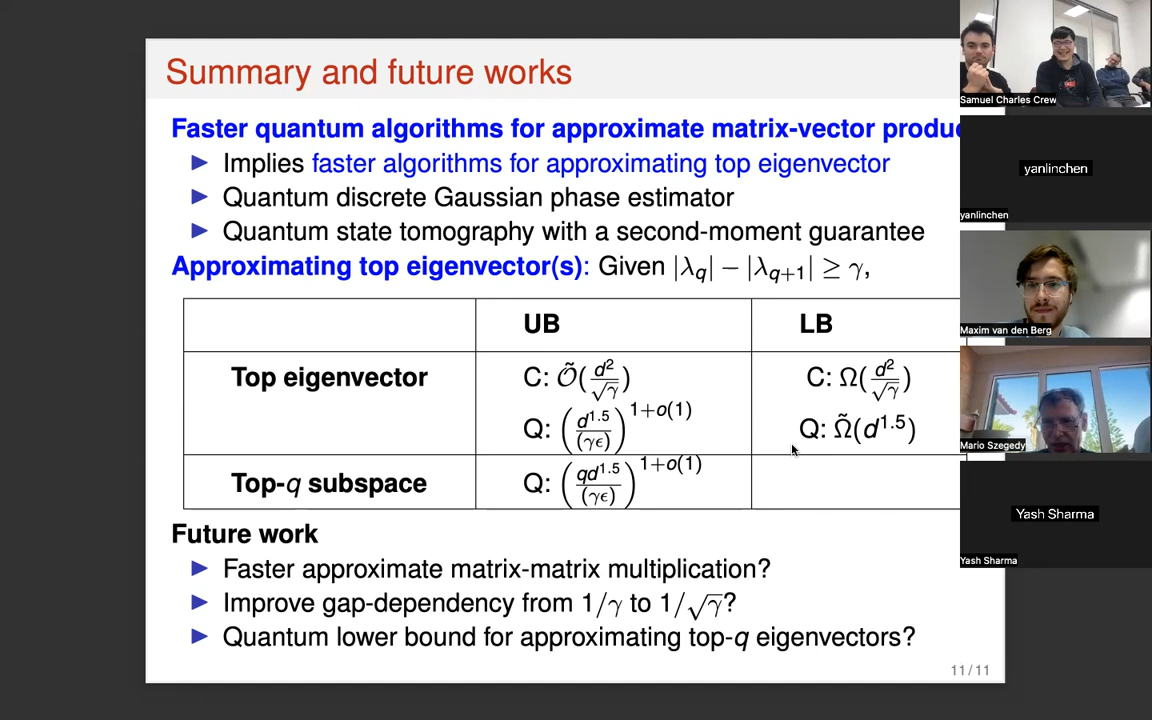 Summary and future works
Faster quantum algorithms for approximate matrix-vector produc
▶ Implies faster algorithms for approximating top eigenvector
▶ Quantum discrete Gaussian phase estimator
▶ Quantum state tomography with a second-moment guarantee
Approximating top eigenvector(s): Given |λ_q| − |λ_{q+1}| ≥ γ,
UB LB
Top eigenvector C: Õ(d²/√γ) C: Ω(d²/√γ)
Q: (d^{1.5}/(γϵ))^{1+o(1)} Q: Ω̃(d^{1.5})
Top-q subspace Q: (qd^{1.5}/(γϵ))^{1+o(1)}
Future work
▶ Faster approximate matrix-matrix multiplication?
▶ Improve gap-dependency from 1/γ to 1/√γ?
▶ Quantum lower bound for approximating top-q eigenvectors?
11/11
Samuel Charles Crew
yanlinchen
yanlinchen
Maxim van den Berg
Mario Szegedy
Yash Sharma
Yash Sharma